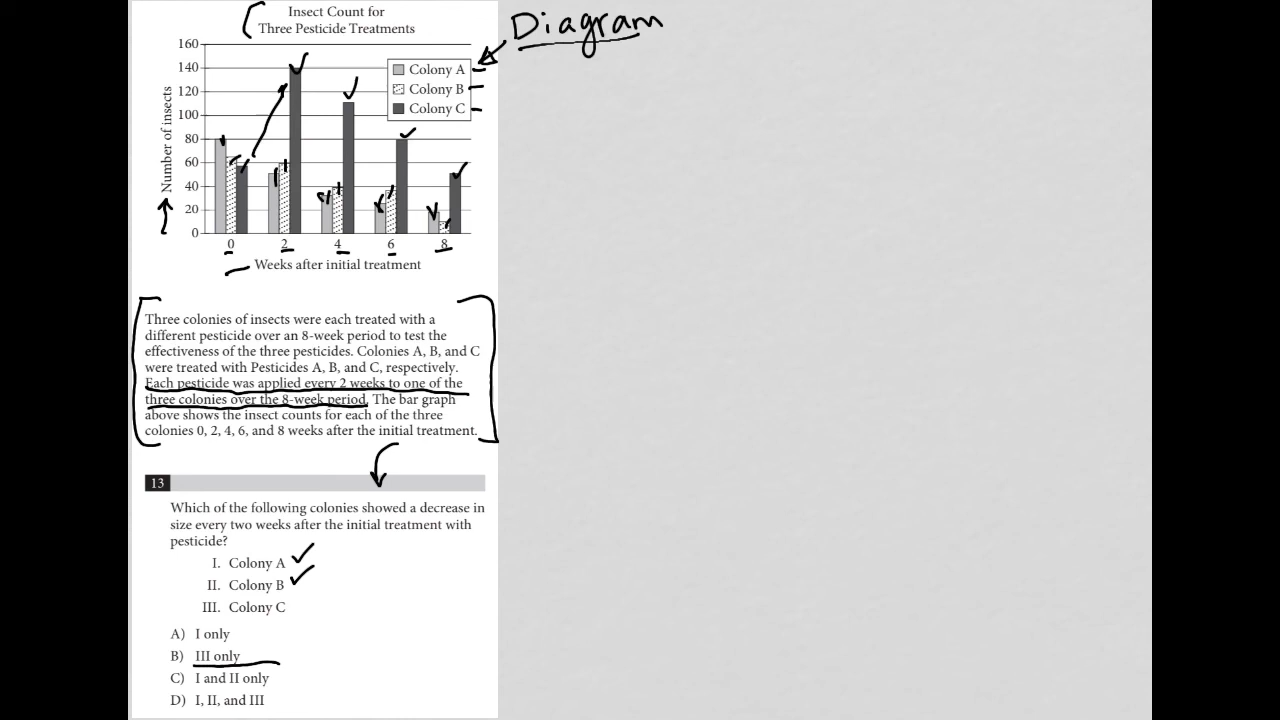 Insect Count for
Three Pesticide Treatments
Diagram
160
140
120
100
80
60
40
20
0
Number of insects
Colony A
Colony B
Colony C
0 2 4 6 8
Weeks after initial treatment
Three colonies of insects were each treated with a
different pesticide over an 8-week period to test the
effectiveness of the three pesticides. Colonies A, B, and C
were treated with Pesticides A, B, and C, respectively.
Each pesticide was applied every 2 weeks to one of the
three colonies over the 8-week period. The bar graph
above shows the insect counts for each of the three
colonies 0, 2, 4, 6, and 8 weeks after the initial treatment.
13
Which of the following colonies showed a decrease in
size every two weeks after the initial treatment with
pesticide?
I. Colony A
II. Colony B
III. Colony C
A) I only
B) III only
C) I and II only
D) I, II, and III